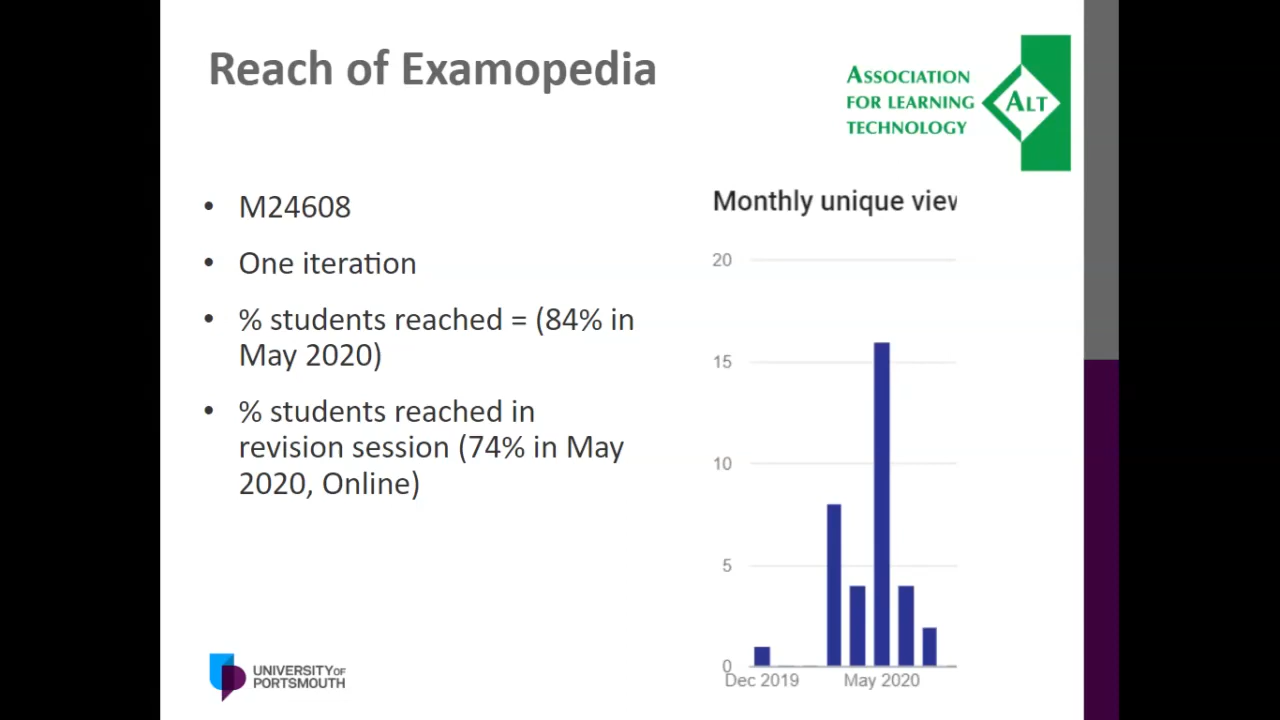 Reach of Examopedia
ASSOCIATION
FOR LEARNING
TECHNOLOGY
ALT
• M24608
• One iteration
• % students reached = (84% in
May 2020)
• % students reached in
revision session (74% in May
2020, Online)
Monthly unique view
20
15
10
5
0
Dec 2019 May 2020
UNIVERSITY OF
PORTSMOUTH